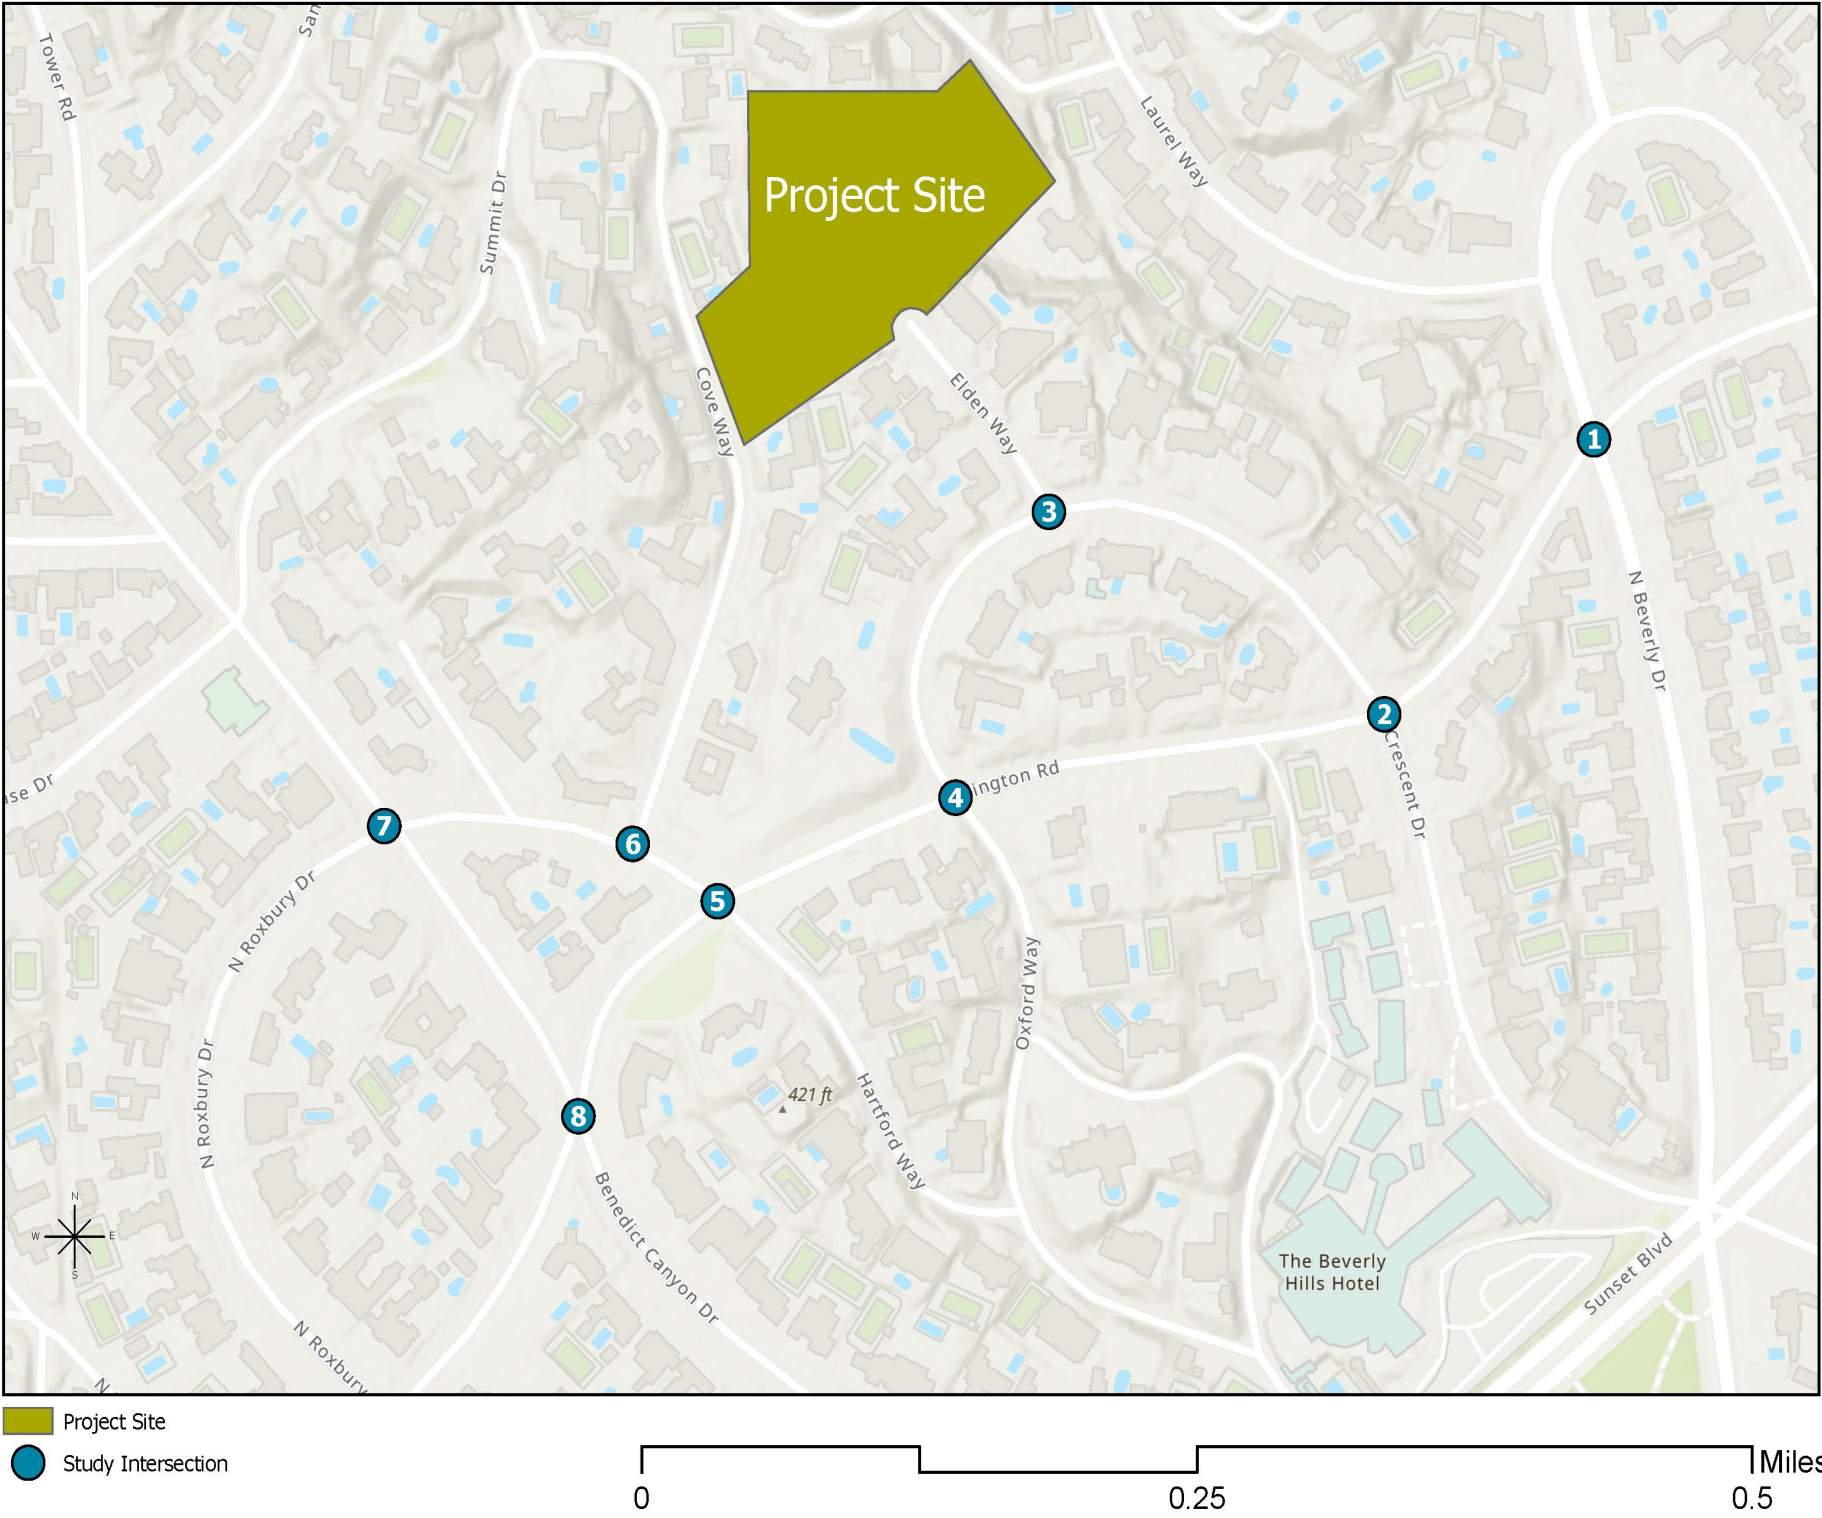 Tower Rd
San
Summit Dr
Laurel Way
Project Site
Cove Way
Elden Way
1
3
N Beverly Dr
2
ington Rd
4
Crescent Dr
use Dr
7
6
5
N Roxbury Dr
Oxford Way
N Roxbury Dr
421 ft
Hartford Way
8
Benedict Canyon Dr
N
W E
S
The Beverly
Hills Hotel
Sunset Blvd
N Roxbury
N
Project Site
Study Intersection
Miles
0 0.25 0.5